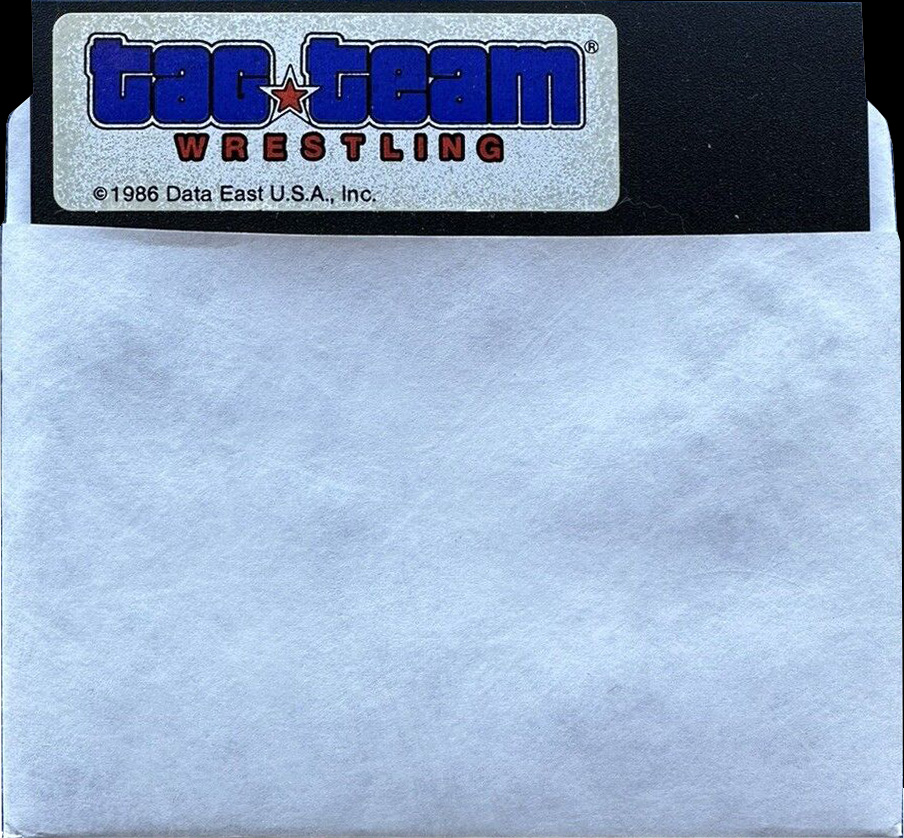 tag team®
WRESTLING
©1986 Data East U.S.A., Inc.